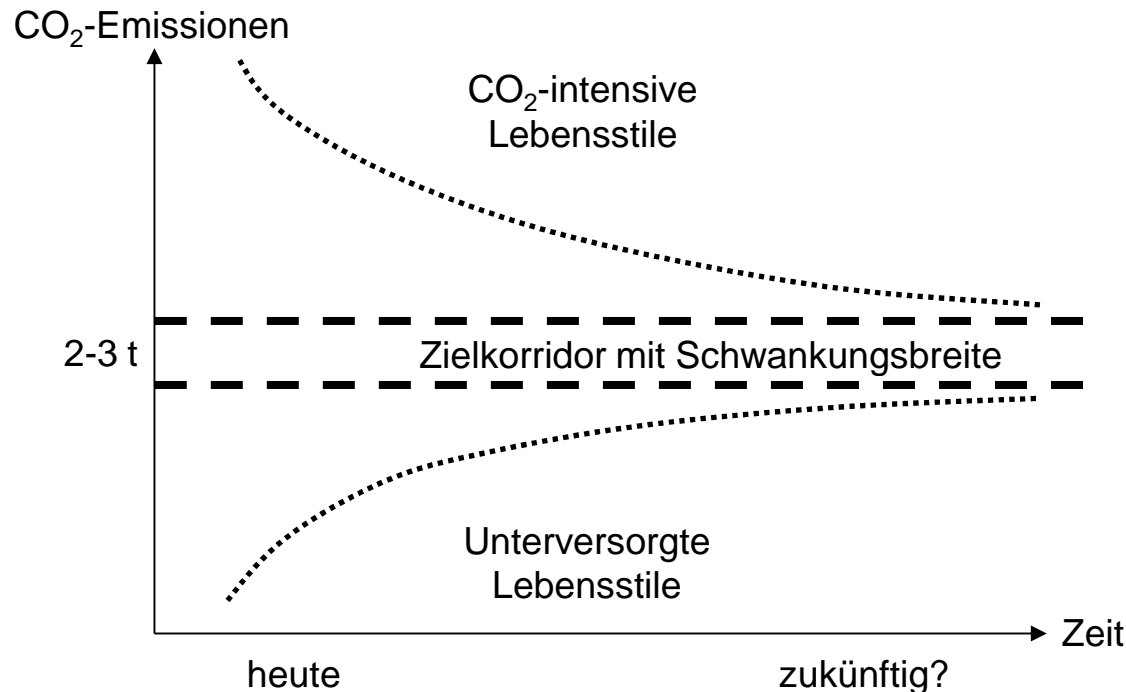 CO₂-Emissionen
CO₂-intensive
Lebensstile
2-3 t
Zielkorridor mit Schwankungsbreite
Unterversorgte
Lebensstile
Zeit
heute
zukünftig?